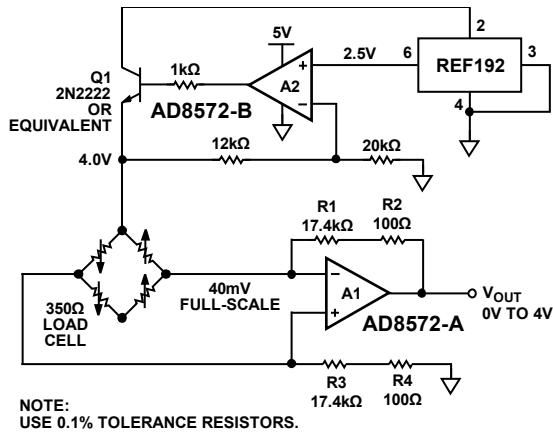 2
5V
Q1
2N2222
OR
EQUIVALENT
1kΩ
A2
+
−
2.5V
6
REF192
3
4
AD8572-B
12kΩ
20kΩ
4.0V
R1
17.4kΩ
R2
100Ω
40mV
FULL-SCALE
350Ω
LOAD
CELL
−
A1
+
VOUT
0V TO 4V
AD8572-A
R3
17.4kΩ
R4
100Ω
NOTE:
USE 0.1% TOLERANCE RESISTORS.